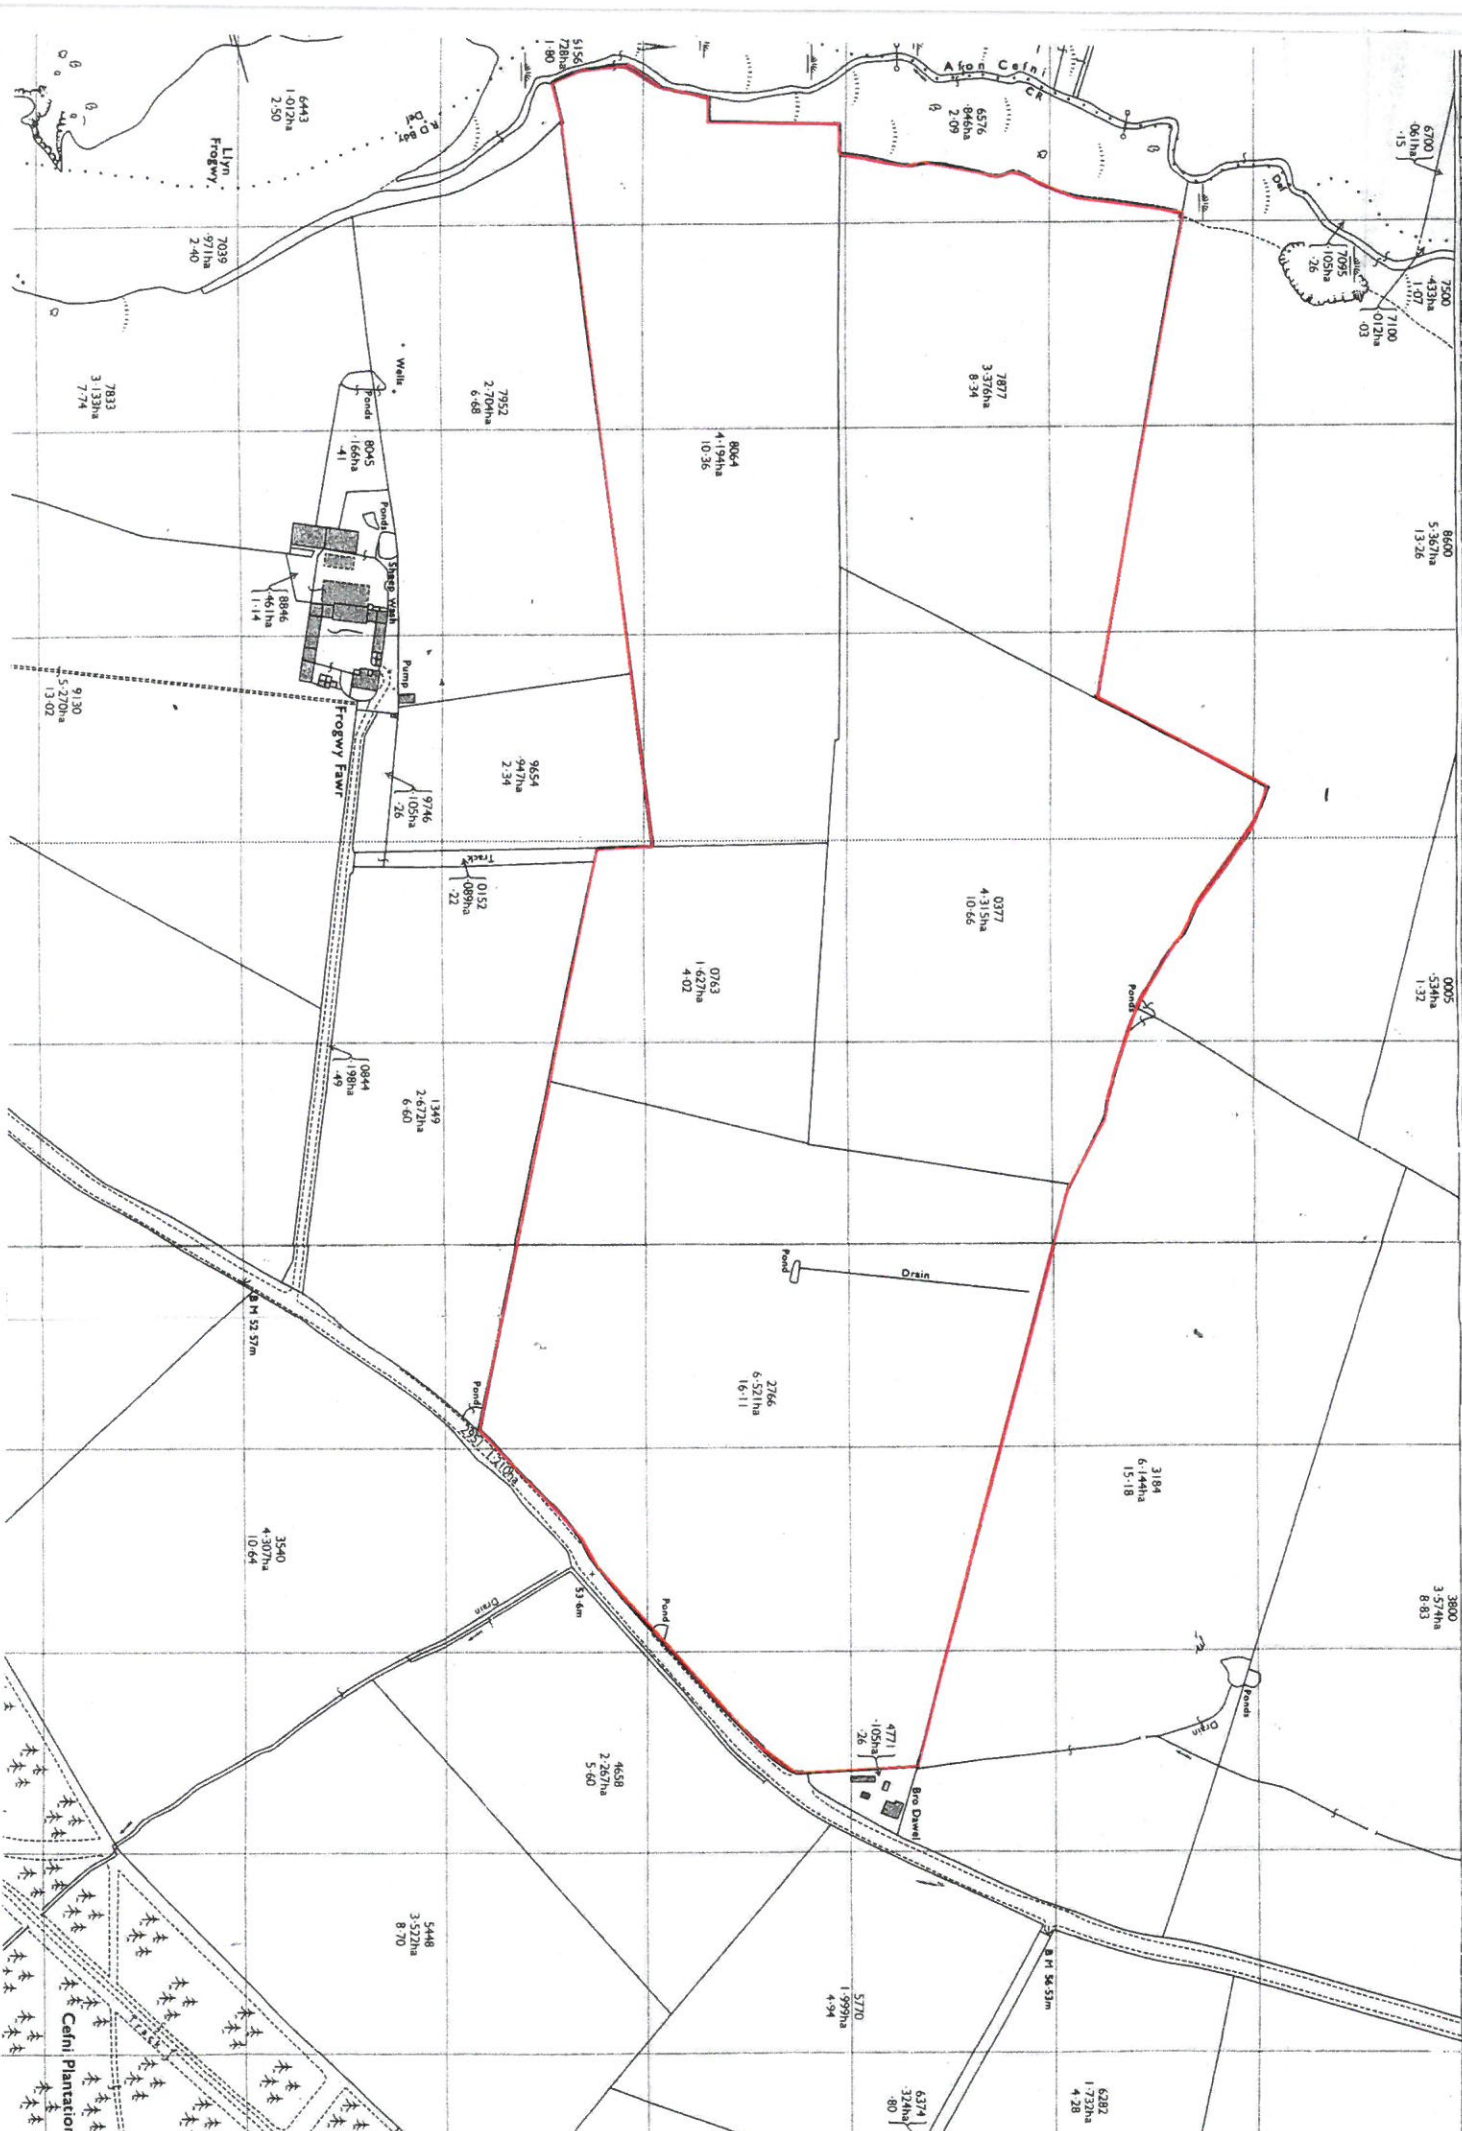 6700
·061ha
·15
7500
·433ha
1·07
7100
·012ha
·03
7095
·105ha
·26
Def
Afon Cefni
CR
6576
·846ha
2·09
5156
·728ha
1·80
R.D. Bdy.
Def
6443
1·012ha
2·50
Llyn
Frogwy
7039
·971ha
2·40
7833
3·133ha
7·74
Wells
Ponds
8045
·166ha
·41
7952
2·704ha
6·68
8064
4·194ha
10·36
7877
3·376ha
8·34
8600
5·367ha
13·26
Ponds
Sheep Wash
8846
·461ha
1·14
Pump
Frogwy Fawr
9130
5·270ha
13·02
9654
·947ha
2·34
9746
·105ha
·26
Track
0152
·089ha
·22
0763
1·627ha
4·02
0377
4·315ha
10·66
0005
·534ha
1·32
Ponds
0844
·198ha
·49
1349
2·672ha
6·60
Pond
Drain
B M 52·57m
2766
6·521ha
16·11
3184
6·144ha
15·18
3800
3·574ha
8·83
Pond
1·210ha
53·6m
Drain
Pond
3540
4·307ha
10·64
4658
2·267ha
5·60
4771
·105ha
·26
Bro Dawel
Ponds
Drain
5448
3·522ha
8·70
5770
1·999ha
4·94
B M 56·53m
6374
·324ha
·80
6282
1·732ha
4·28
Track
Cefni Plantation